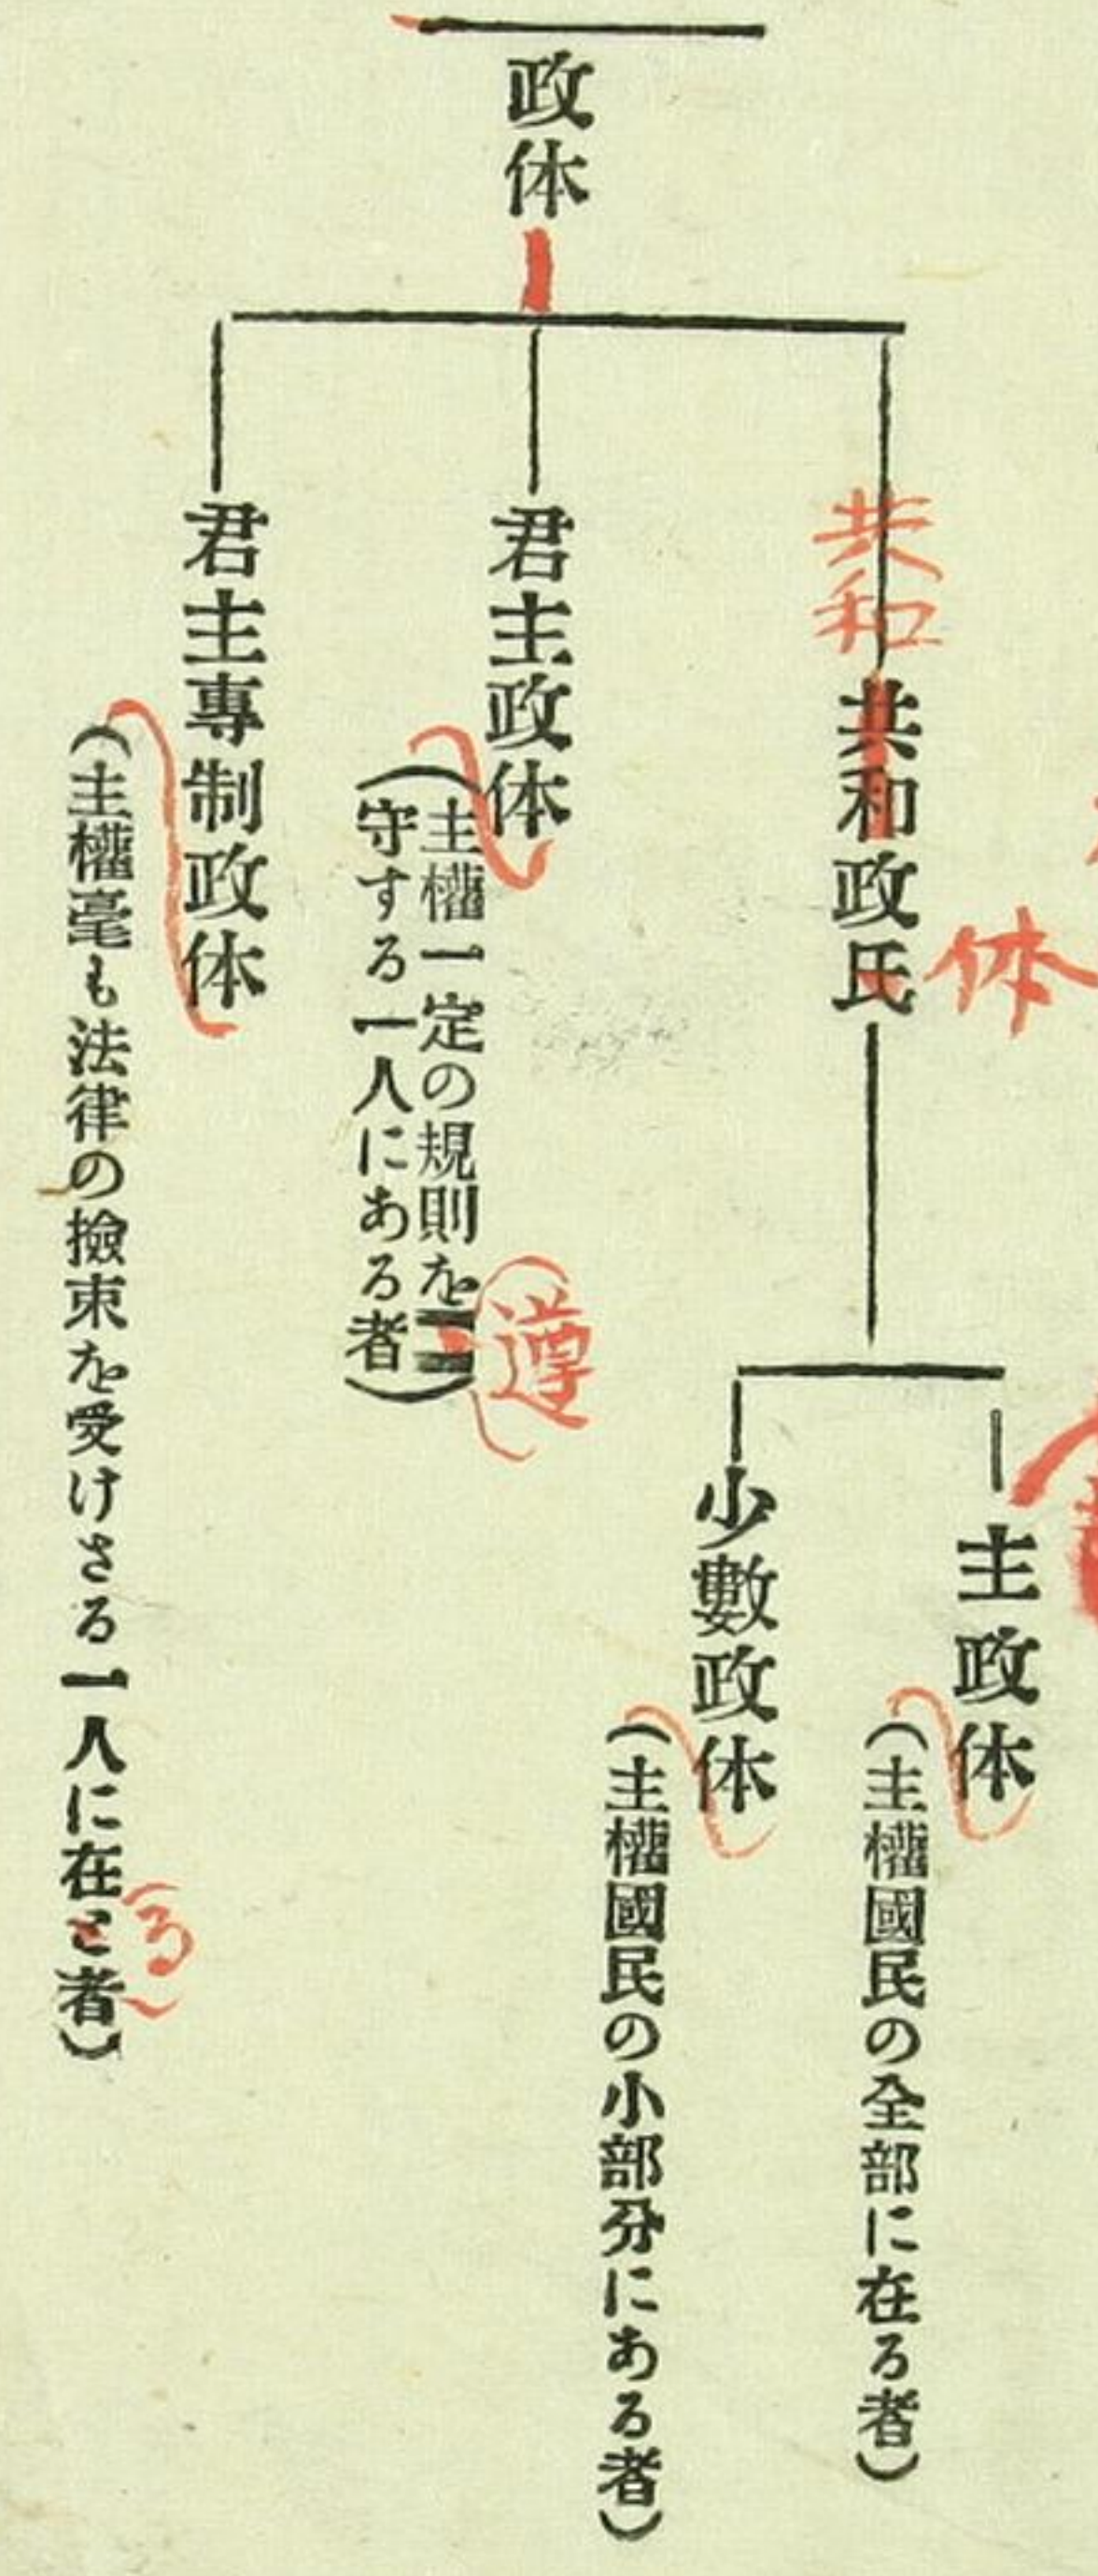 政体
共和
共和政氏
体
主政体
(主權國民の全部に在る者)
少數政体
(主權國民の小部分にある者)
君主政体
(主權一定の規則を〓
遵
守する一人にある者)
君主專制政体
(主權毫も法律の撿束を受けさる一人に在と者)
る